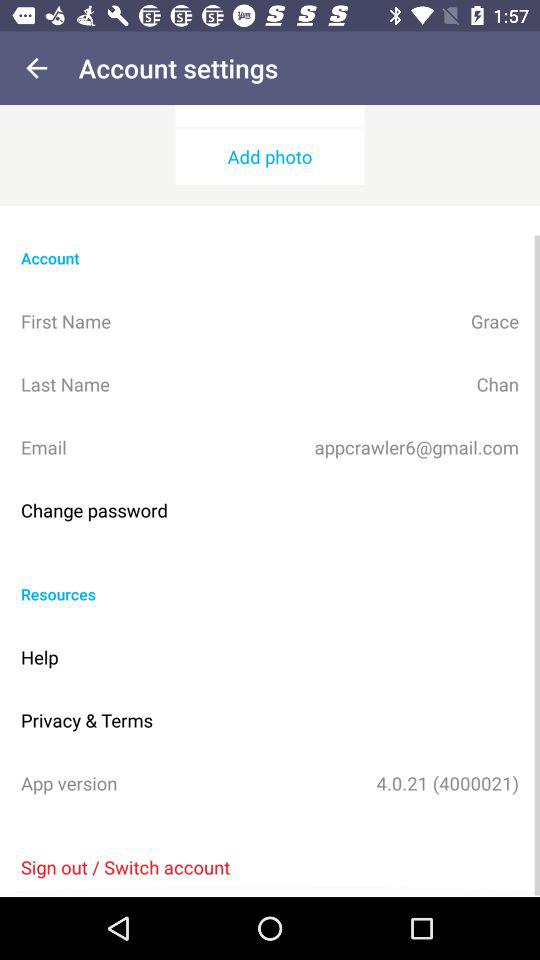 1:57
Account settings
Add photo
Account
First Name Grace
Last Name Chan
Email appcrawler6@gmail.com
Change password
Resources
Help
Privacy & Terms
App version 4.0.21 (4000021)
Sign out / Switch account